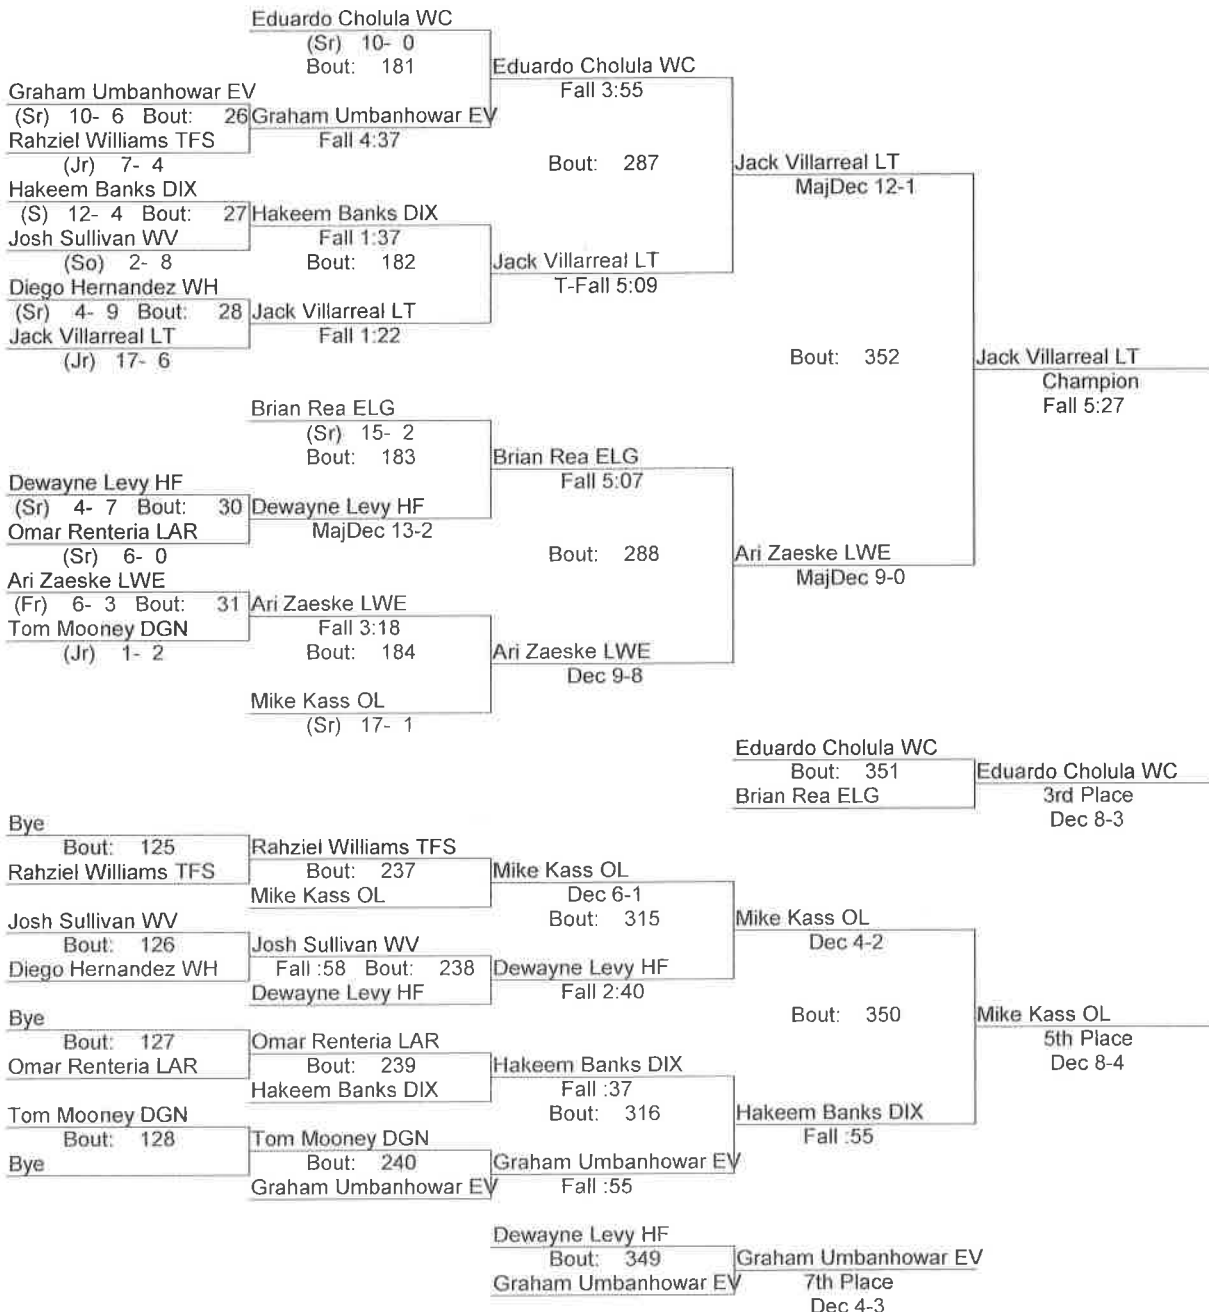 Eduardo Cholula WC
(Sr) 10- 0
Bout: 181
Eduardo Cholula WC
Fall 3:55
Graham Umbanhowar EV
(Sr) 10- 6 Bout: 26
Graham Umbanhowar EV
Rahziel Williams TFS
Fall 4:37
(Jr) 7- 4
Bout: 287
Jack Villarreal LT
MajDec 12-1
Hakeem Banks DIX
(S) 12- 4 Bout: 27
Hakeem Banks DIX
Josh Sullivan WV
Fall 1:37
(So) 2- 8
Bout: 182
Jack Villarreal LT
T-Fall 5:09
Diego Hernandez WH
(Sr) 4- 9 Bout: 28
Jack Villarreal LT
Jack Villarreal LT
Fall 1:22
(Jr) 17- 6
Bout: 352
Jack Villarreal LT
Champion
Fall 5:27
Brian Rea ELG
(Sr) 15- 2
Bout: 183
Brian Rea ELG
Fall 5:07
Dewayne Levy HF
(Sr) 4- 7 Bout: 30
Dewayne Levy HF
Omar Renteria LAR
MajDec 13-2
(Sr) 6- 0
Bout: 288
Ari Zaeske LWE
MajDec 9-0
Ari Zaeske LWE
(Fr) 6- 3 Bout: 31
Ari Zaeske LWE
Tom Mooney DGN
Fall 3:18
(Jr) 1- 2
Bout: 184
Ari Zaeske LWE
Dec 9-8
Mike Kass OL
(Sr) 17- 1
Eduardo Cholula WC
Bout: 351
Eduardo Cholula WC
Brian Rea ELG
3rd Place
Dec 8-3
Bye
Bout: 125
Rahziel Williams TFS
Rahziel Williams TFS
Bout: 237
Mike Kass OL
Mike Kass OL
Dec 6-1
Bout: 315
Mike Kass OL
Dec 4-2
Josh Sullivan WV
Bout: 126
Diego Hernandez WH
Josh Sullivan WV
Fall :58 Bout: 238
Dewayne Levy HF
Dewayne Levy HF
Fall 2:40
Bout: 350
Mike Kass OL
5th Place
Dec 8-4
Bye
Bout: 127
Omar Renteria LAR
Omar Renteria LAR
Bout: 239
Hakeem Banks DIX
Hakeem Banks DIX
Fall :37
Bout: 316
Hakeem Banks DIX
Fall :55
Tom Mooney DGN
Bout: 128
Bye
Tom Mooney DGN
Bout: 240
Graham Umbanhowar EV
Graham Umbanhowar EV
Fall :55
Dewayne Levy HF
Bout: 349
Graham Umbanhowar EV
Graham Umbanhowar EV
7th Place
Dec 4-3